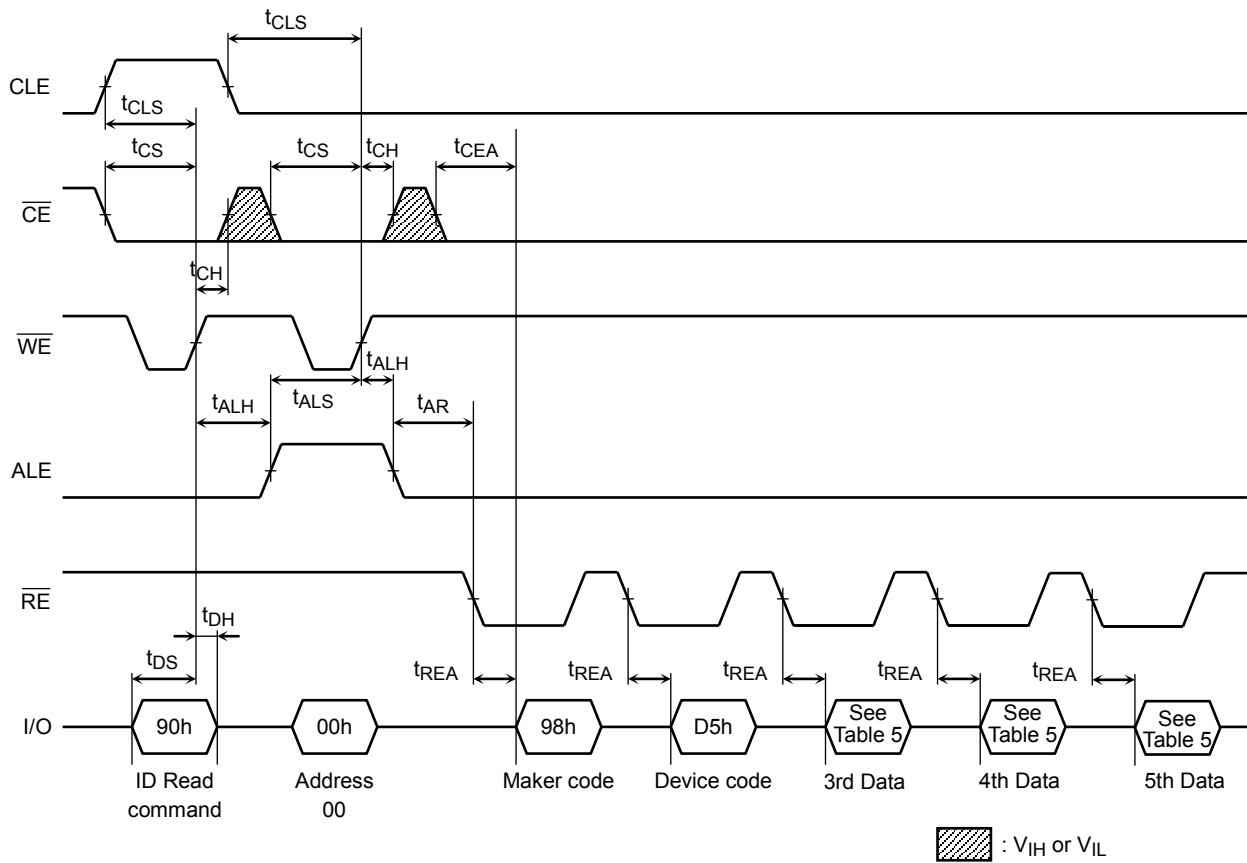 tCLS
CLE
tCLS
tCS tCS tCH tCEA
CE
tCH
WE
tALH
tALH tALS tAR
ALE
RE
tDH
tDS tREA tREA tREA tREA tREA
I/O 90h 00h 98h D5h See Table 5 See Table 5 See Table 5
ID Read Address Maker code Device code 3rd Data 4th Data 5th Data
command 00
: VIH or VIL